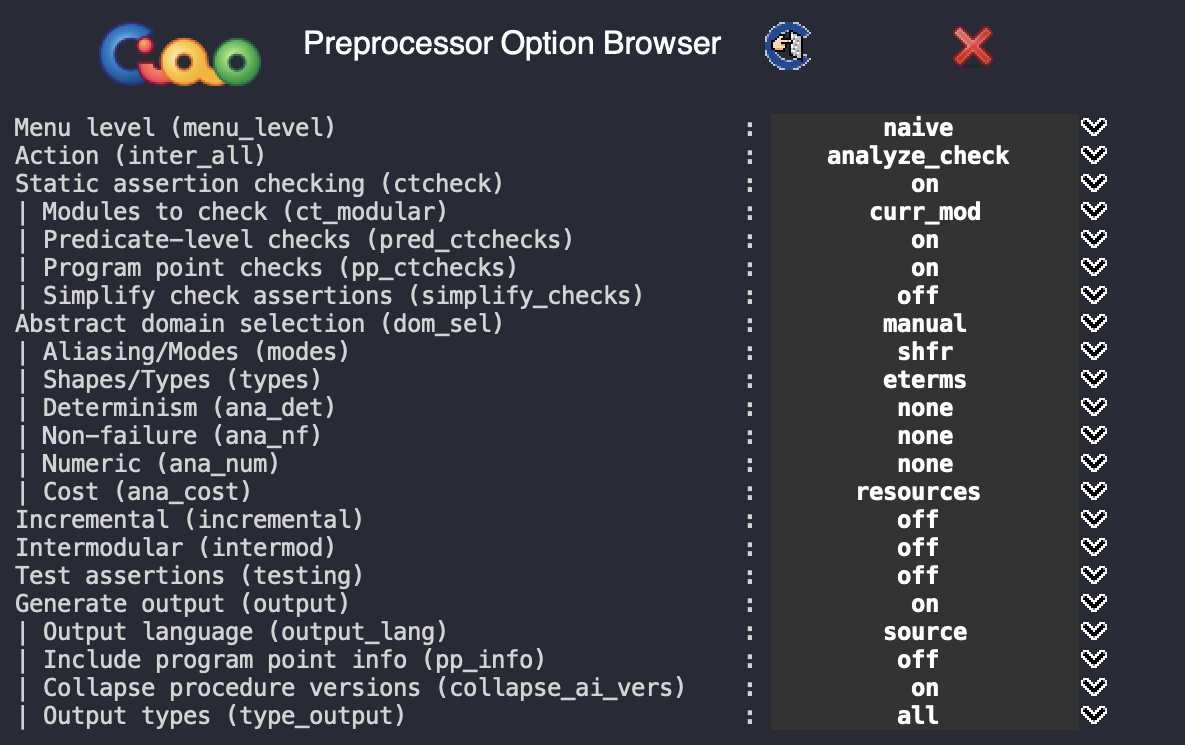 Ciao Preprocessor Option Browser
Menu level (menu_level) : naive
Action (inter_all) : analyze_check
Static assertion checking (ctcheck) : on
| Modules to check (ct_modular) : curr_mod
| Predicate-level checks (pred_ctchecks) : on
| Program point checks (pp_ctchecks) : on
| Simplify check assertions (simplify_checks) : off
Abstract domain selection (dom_sel) : manual
| Aliasing/Modes (modes) : shfr
| Shapes/Types (types) : eterms
| Determinism (ana_det) : none
| Non-failure (ana_nf) : none
| Numeric (ana_num) : none
| Cost (ana_cost) : resources
Incremental (incremental) : off
Intermodular (intermod) : off
Test assertions (testing) : off
Generate output (output) : on
| Output language (output_lang) : source
| Include program point info (pp_info) : off
| Collapse procedure versions (collapse_ai_vers) : on
| Output types (type_output) : all